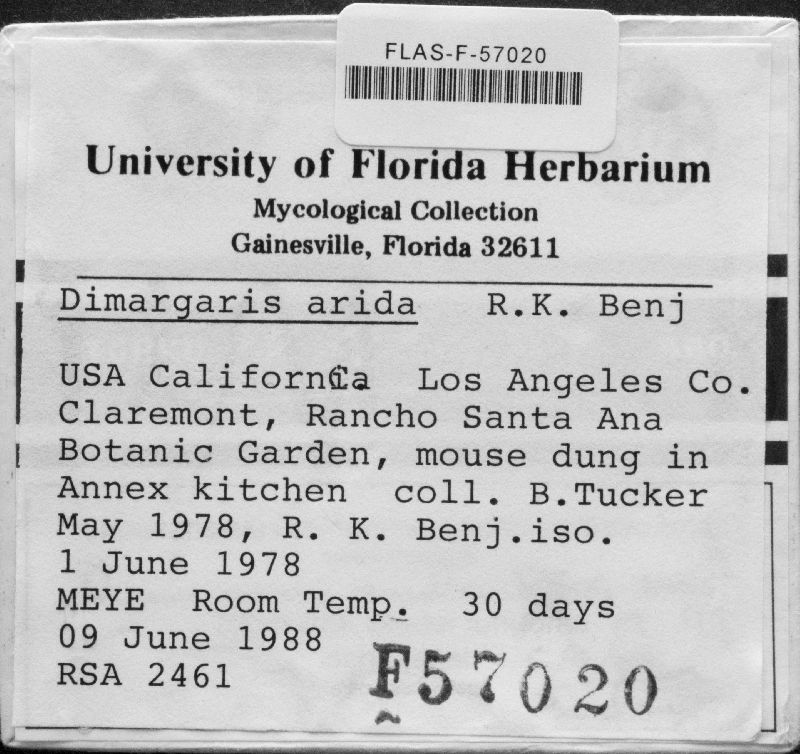 FLAS-F-57020
University of Florida Herbarium
Mycological Collection
Gainesville, Florida 32611
Dimargaris arida R.K. Benj
USA California Los Angeles Co.
Claremont, Rancho Santa Ana
Botanic Garden, mouse dung in
Annex kitchen coll. B.Tucker
May 1978, R. K. Benj.iso.
1 June 1978
MEYE Room Temp. 30 days
09 June 1988
RSA 2461
F57020